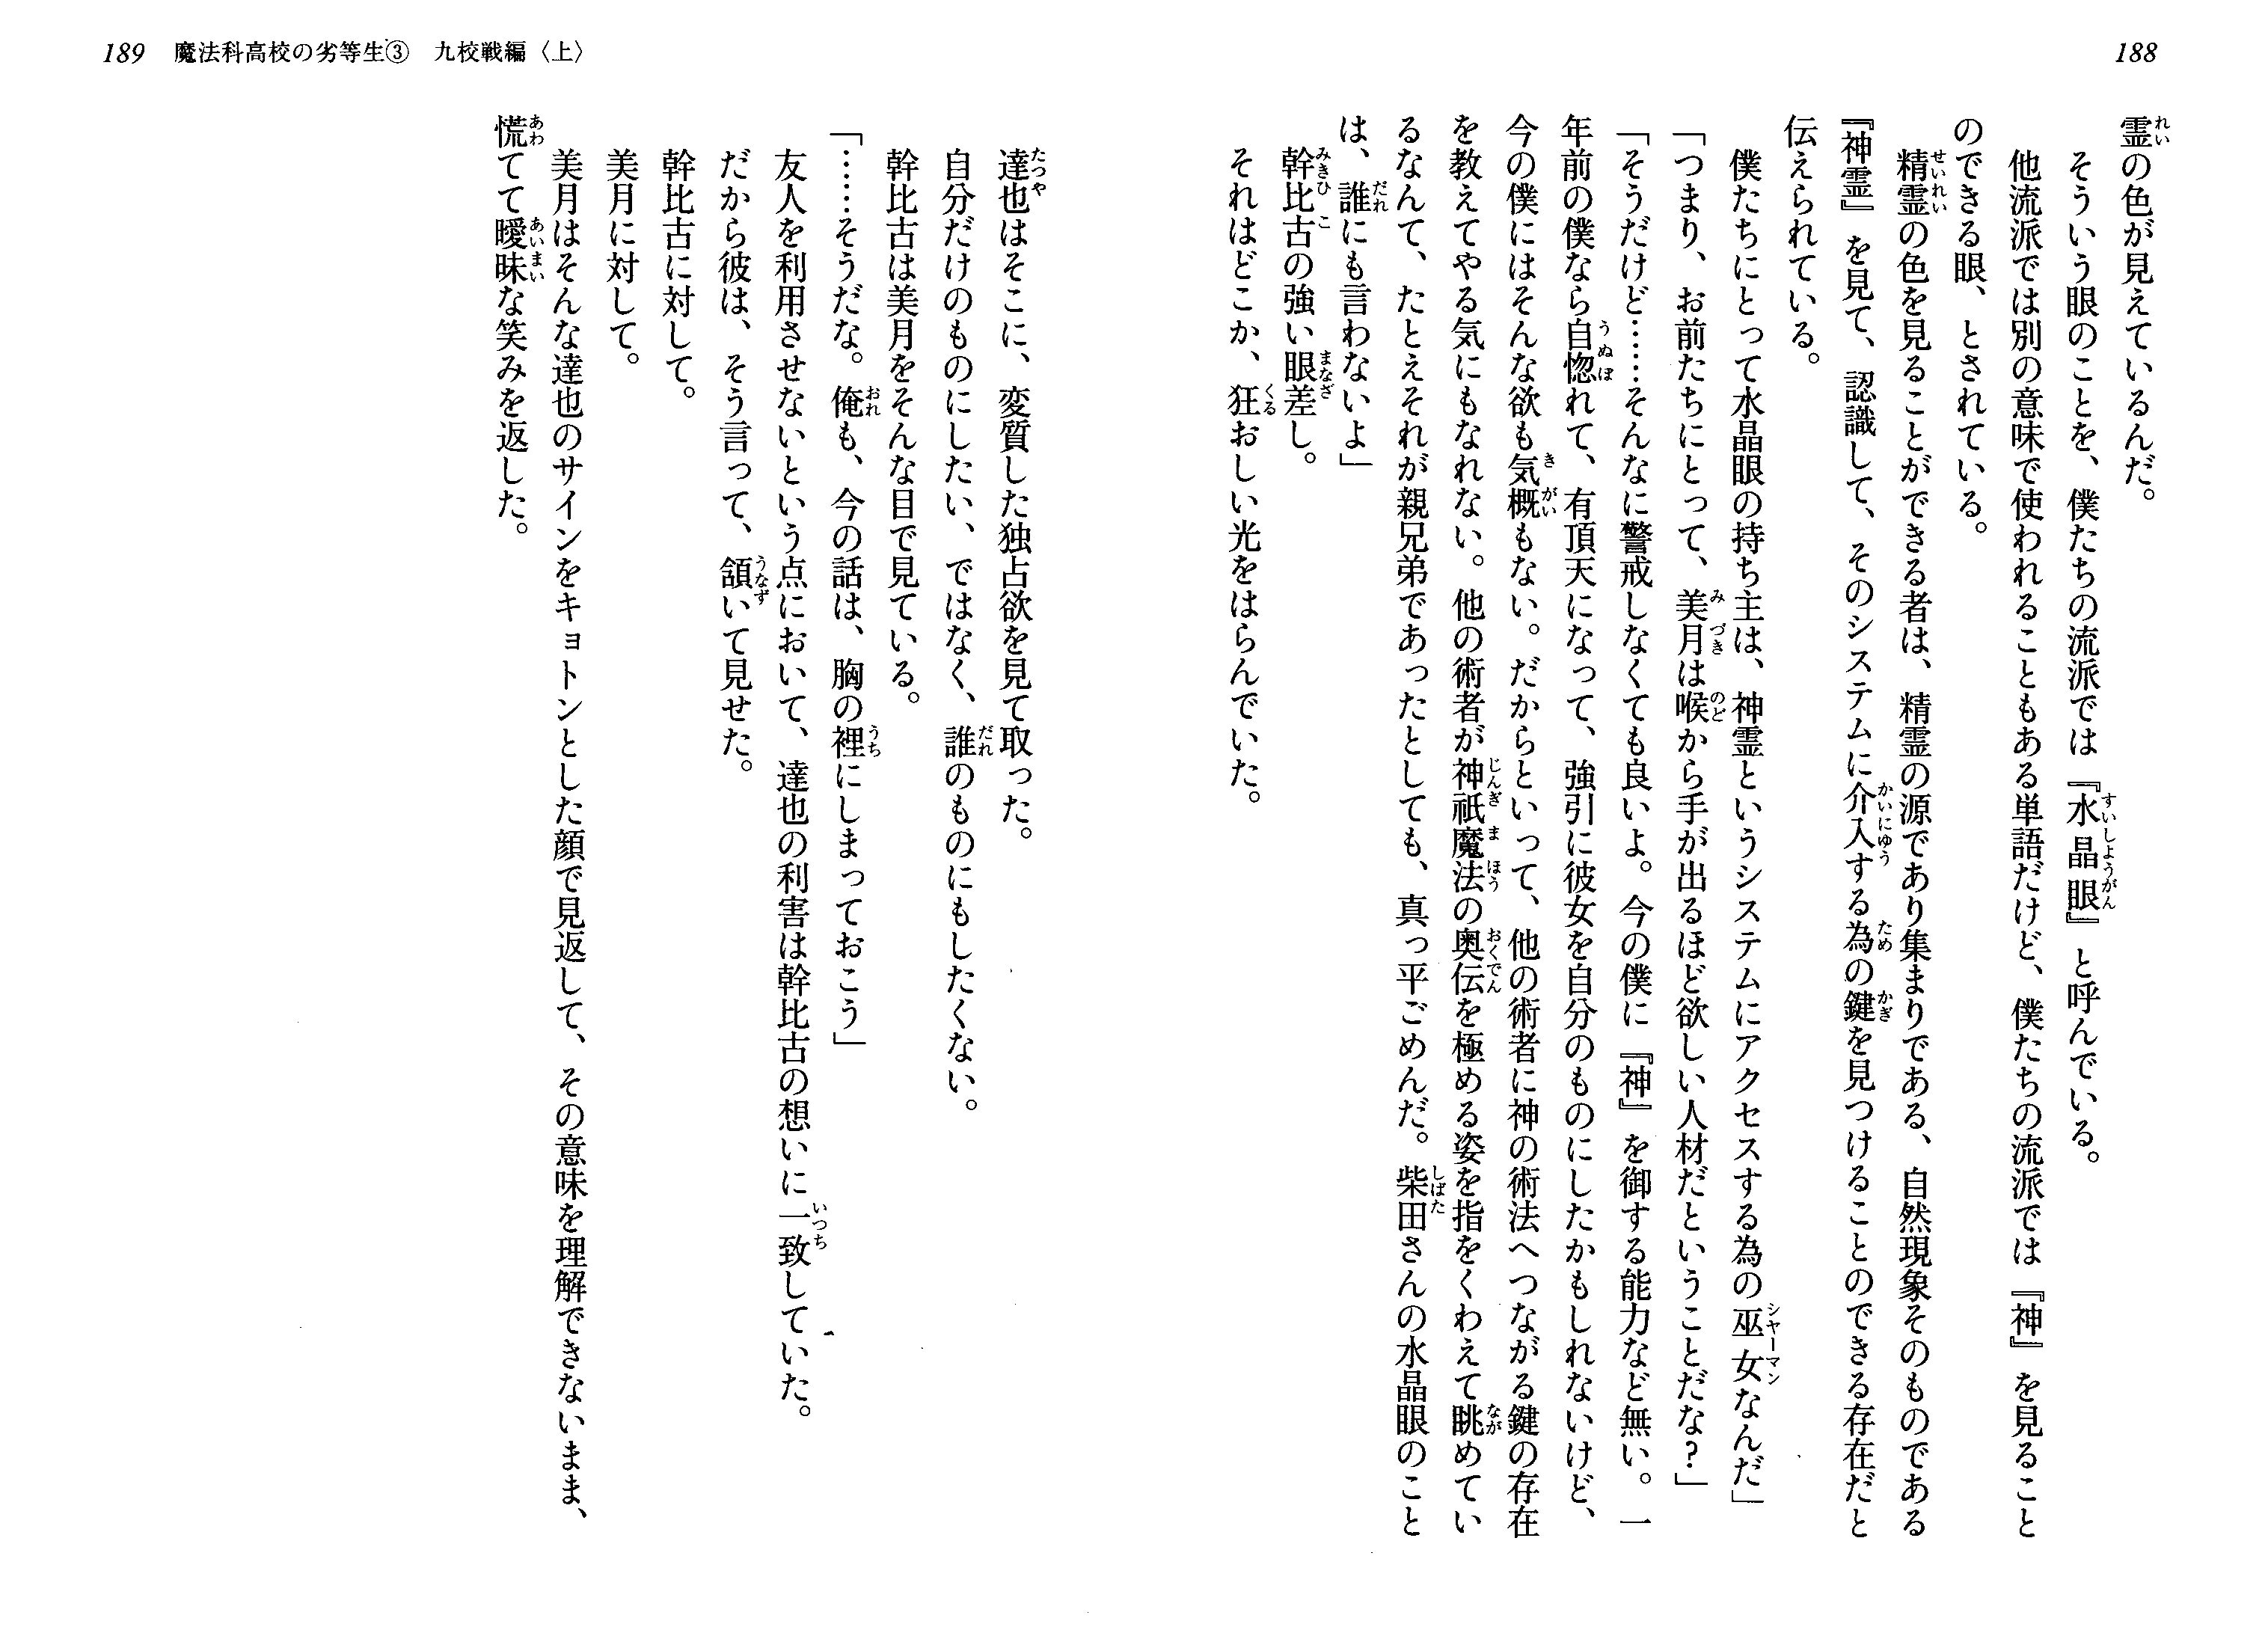 188
霊の色が見えているんだ。
そういう眼のことを、僕たちの流派では『水晶眼』と呼んでいる。
他流派では別の意味で使われることもある単語だけど、僕たちの流派では『神』を見ること
のできる眼、とされている。
精霊の色を見ることができる者は、精霊の源であり集まりである、自然現象そのものである
『神霊』を見て、認識して、そのシステムに介入する為の鍵を見つけることのできる存在だと
伝えられている。
僕たちにとって水晶眼の持ち主は、神霊というシステムにアクセスする為の巫女なんだ」
「つまり、お前たちにとって、美月は喉から手が出るほど欲しい人材だということだな?」
「そうだけど……そんなに警戒しなくても良いよ。今の僕に『神』を御する能力など無い。一
年前の僕なら自惚れて、有頂天になって、強引に彼女を自分のものにしたかもしれないけど、
今の僕にはそんな欲も気概もない。だからといって、他の術者に神の術法へつながる鍵の存在
を教えてやる気にもなれない。他の術者が神祇魔法の奥伝を極める姿を指をくわえて眺めてい
るなんて、たとえそれが親兄弟であったとしても、真っ平ごめんだ。柴田さんの水晶眼のこと
は、誰にも言わないよ」
幹比古の強い眼差し。
それはどこか、狂おしい光をはらんでいた。
189 魔法科高校の劣等生③ 九校戦編〈上〉
達也はそこに、変質した独占欲を見て取った。
自分だけのものにしたい、ではなく、誰のものにもしたくない。
幹比古は美月をそんな目で見ている。
「……そうだな。俺も、今の話は、胸の裡にしまっておこう」
友人を利用させないという点において、達也の利害は幹比古の想いに一致していた。
だから彼は、そう言って、頷いて見せた。
幹比古に対して。
美月に対して。
美月はそんな達也のサインをキョトンとした顔で見返して、その意味を理解できないまま、
慌てて曖昧な笑みを返した。